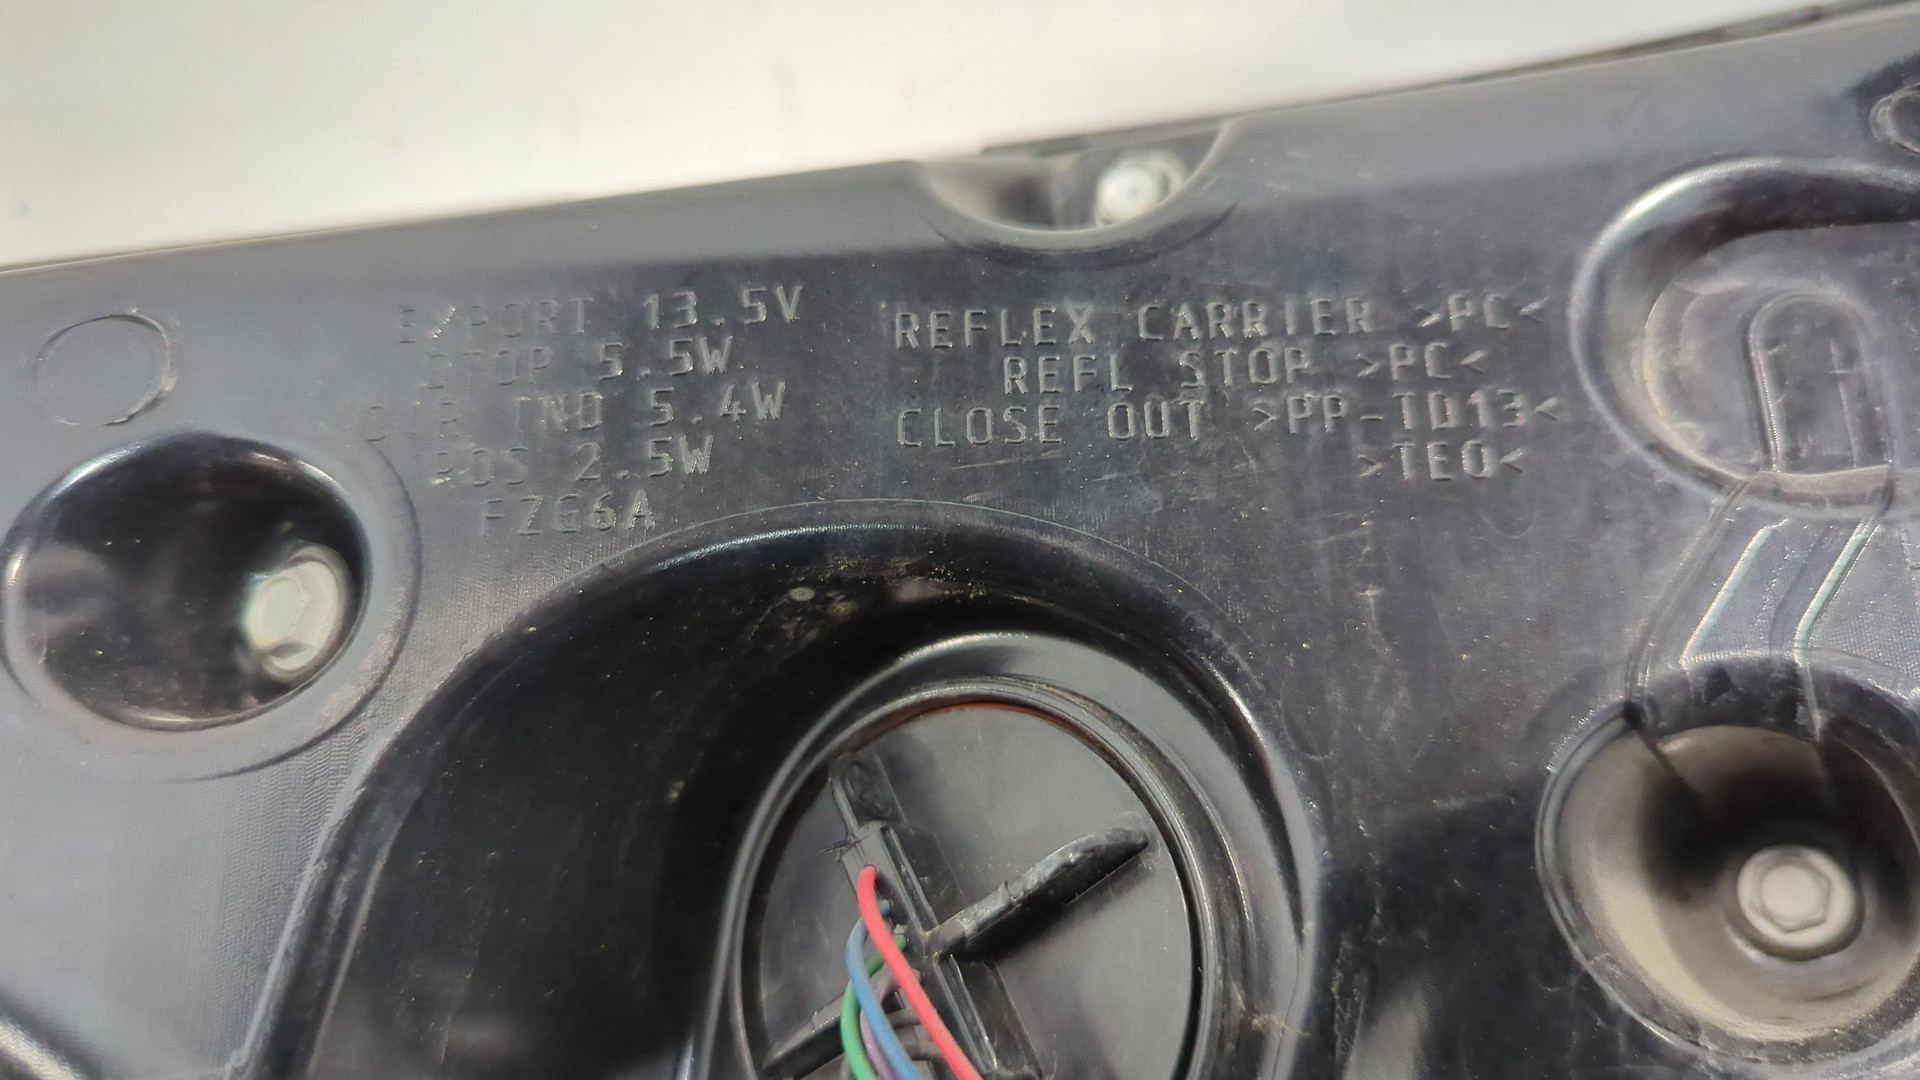 EXPORT 13.5V
STOP 5.5W
DIR IND 5.4W
POS 2.5W
FZG6A
REFLEX CARRIER >PC<
REFL STOP >PC<
CLOSE OUT >PP-TD13<
>TEO<